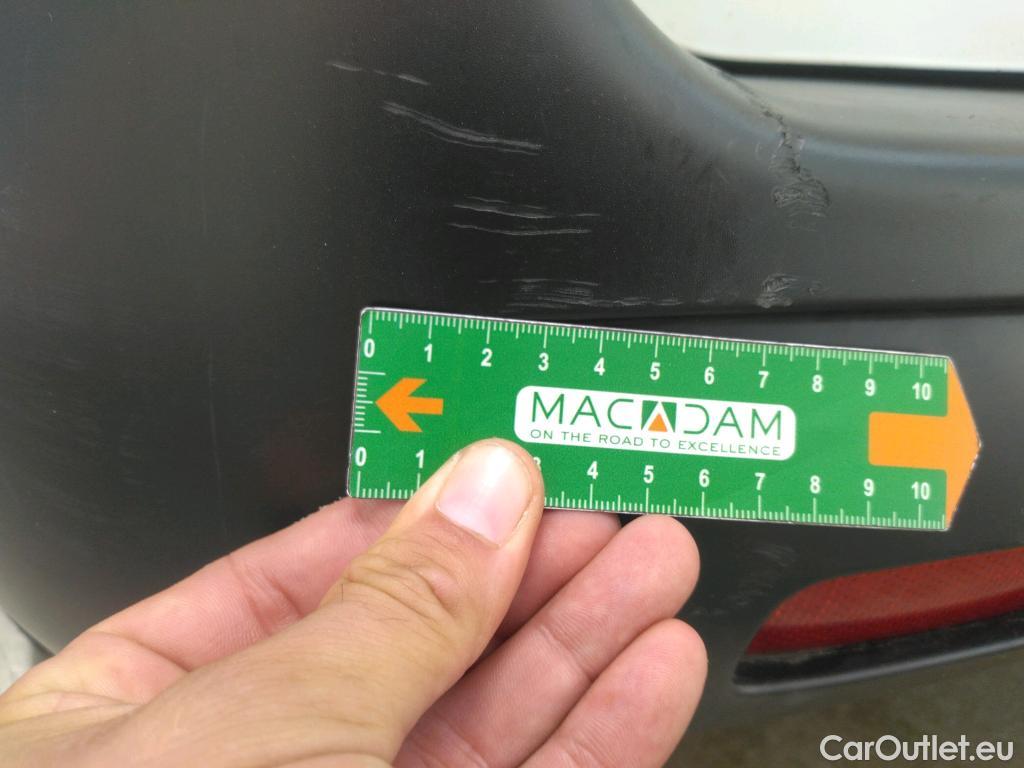 0 1 2 3 4 5 6 7 8 9 10
MACADAM
ON THE ROAD TO EXCELLENCE
0 1 3 4 5 6 7 8 9 10
CarOutlet.eu